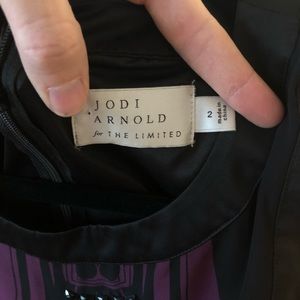 JODI
ARNOLD
for THE LIMITED
2
made in
china